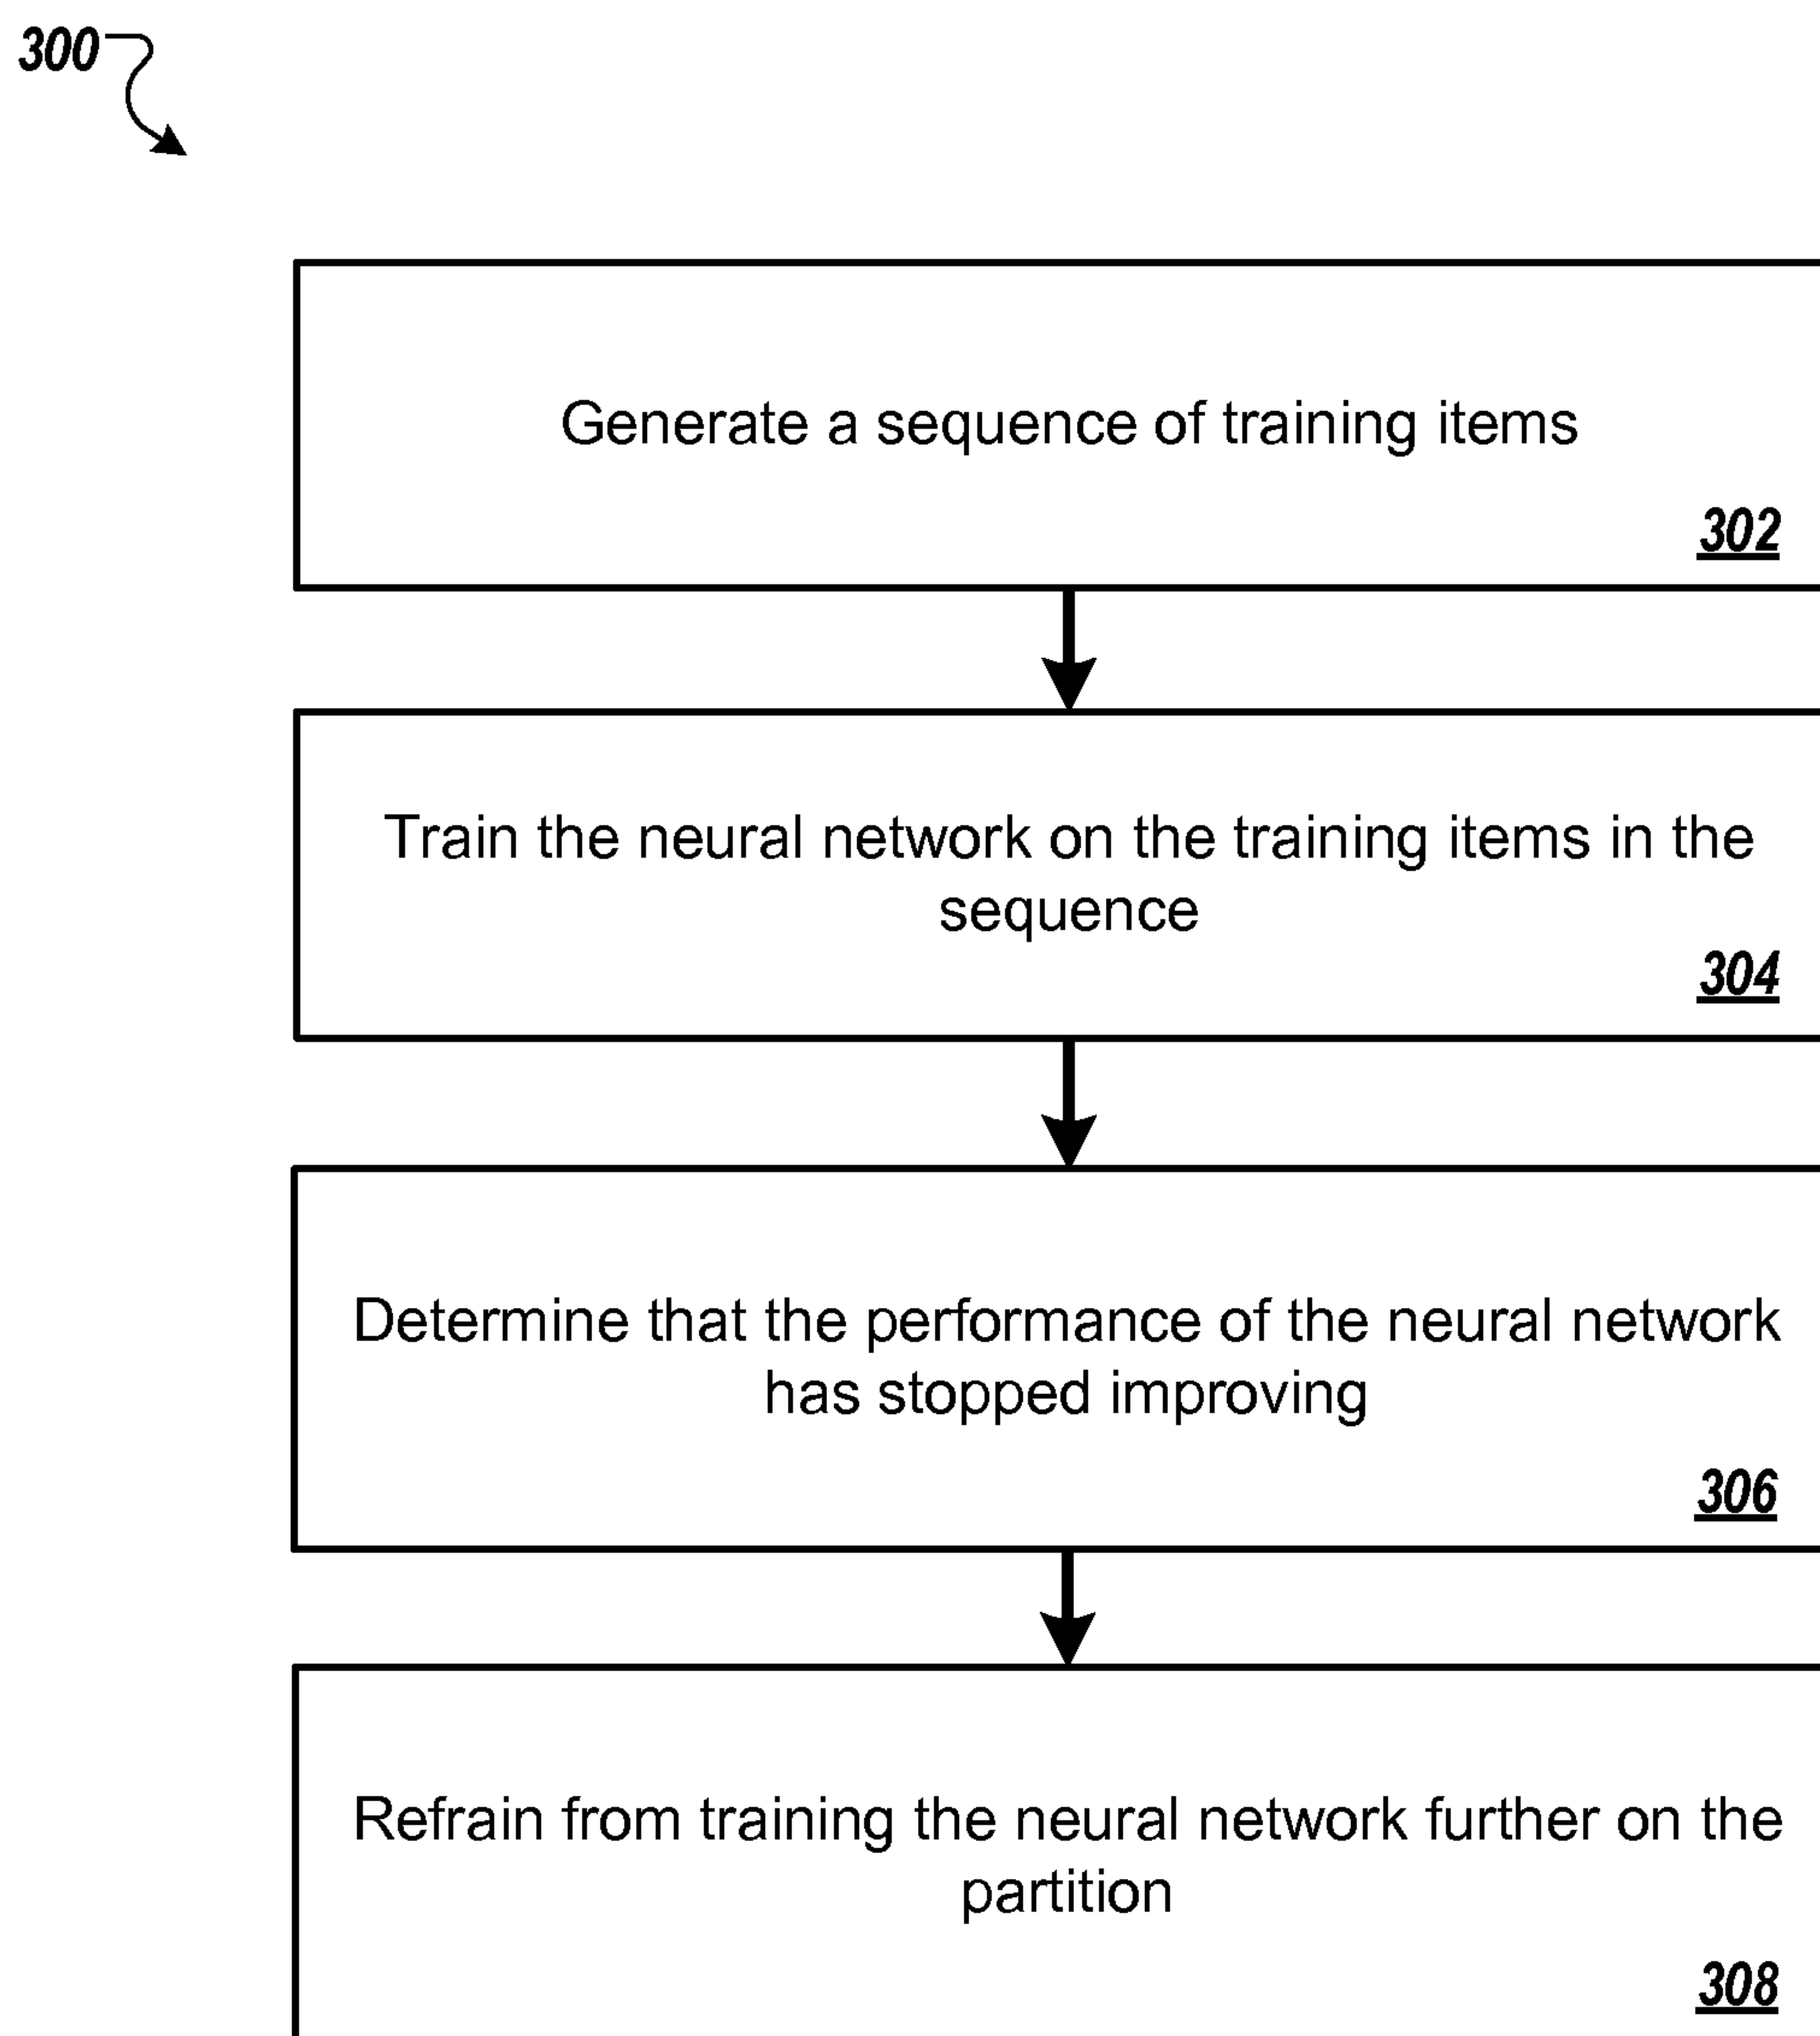 300
Generate a sequence of training items
302
Train the neural network on the training items in the
sequence
304
Determine that the performance of the neural network
has stopped improving
306
Refrain from training the neural network further on the
partition
308